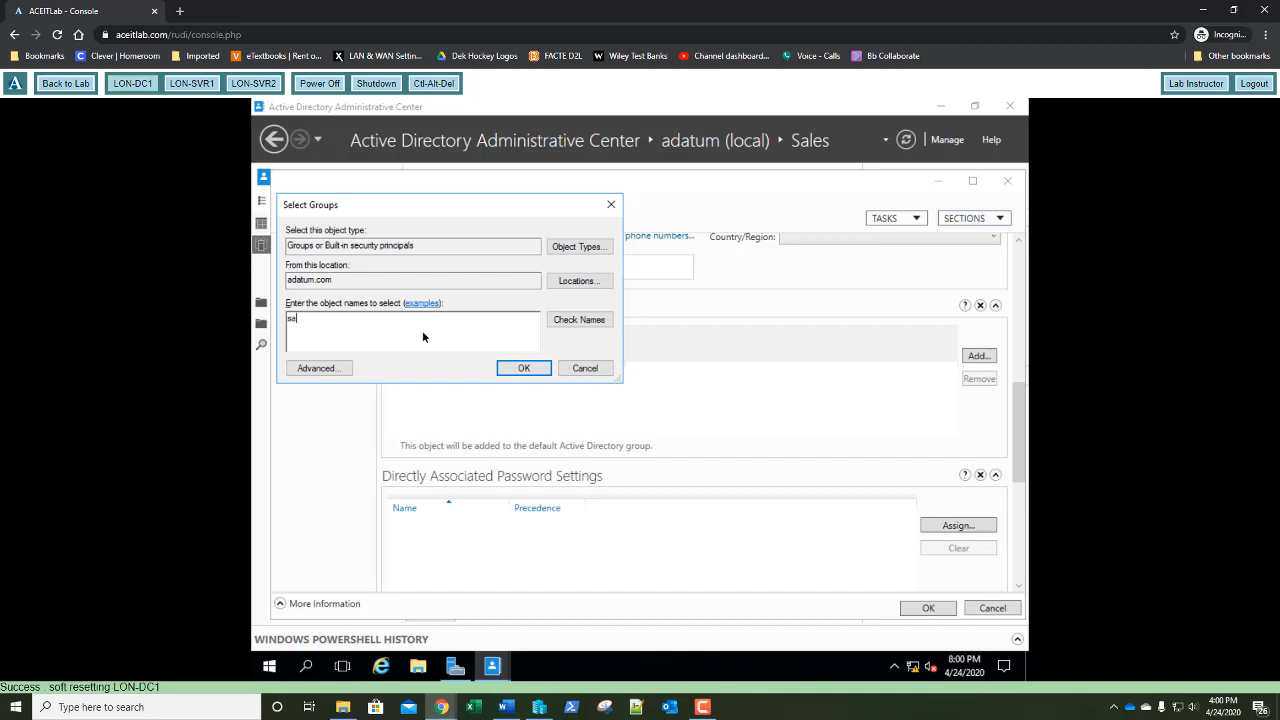 ACEITLab - Console
aceitlab.com/rudi/console.php
Incogni...
Bookmarks Clever | Homeroom Imported eTextbooks | Rent o... LAN & WAN Settin... Dek Hockey Logos FACTE D2L Wiley Test Banks Channel dashboard... Voice - Calls Bb Collaborate Other bookmarks
A Back to Lab LON-DC1 LON-SVR1 LON-SVR2 Power Off Shutdown Ctl-Alt-Del Lab Instructor Logout
Active Directory Administrative Center
Active Directory Administrative Center adatum (local) Sales Manage Help
Select Groups
TASKS SECTIONS
Select this object type:
Groups or Built-in security principals Object Types...
phone numbers... Country/Region:
From this location:
adatum.com Locations...
Enter the object names to select (examples):
sa Check Names
Add...
Advanced... OK Cancel
Remove
This object will be added to the default Active Directory group.
Directly Associated Password Settings
Name Precedence
Assign...
Clear
More Information OK Cancel
WINDOWS POWERSHELL HISTORY
8:00 PM
4/24/2020
Success : soft resetting LON-DC1
Type here to search
4:00 PM
4/24/2020